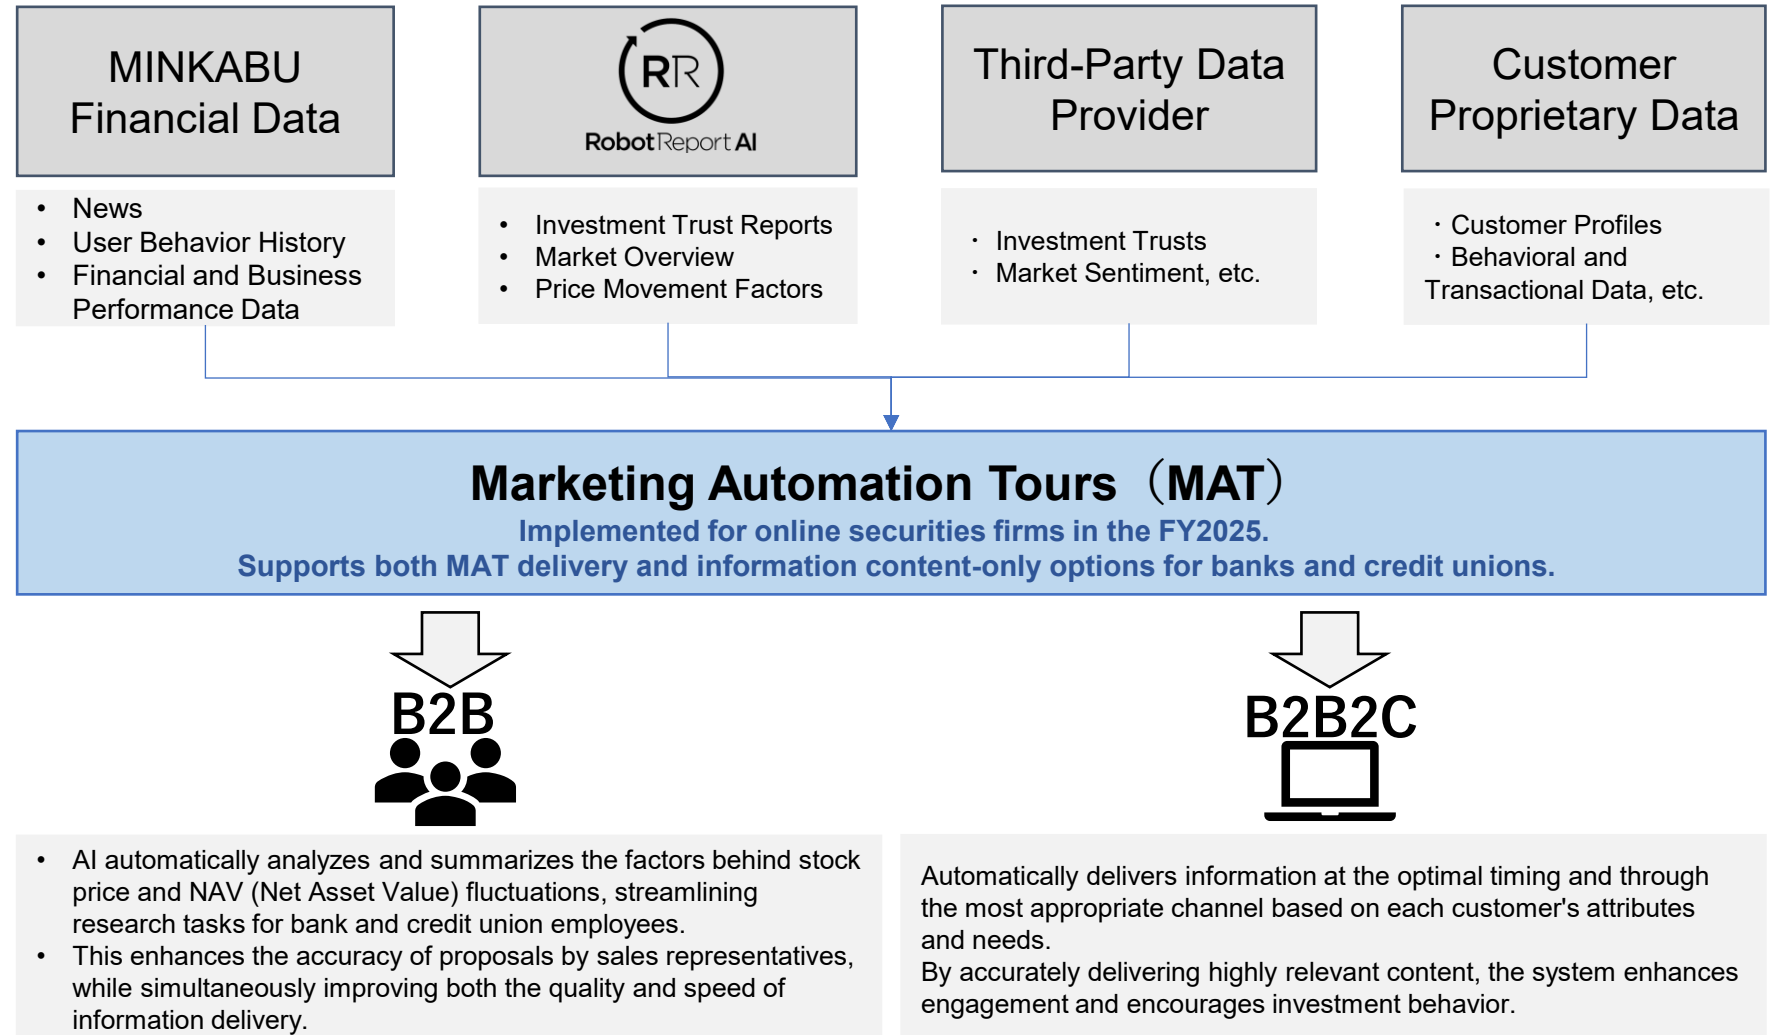 MINKABU
Financial Data
RR
RobotReport AI
Third-Party Data
Provider
Customer
Proprietary Data
• News
• User Behavior History
• Financial and Business
Performance Data
• Investment Trust Reports
• Market Overview
• Price Movement Factors
・ Investment Trusts
・ Market Sentiment, etc.
・Customer Profiles
・Behavioral and
Transactional Data, etc.
Marketing Automation Tours（MAT）
Implemented for online securities firms in the FY2025.
Supports both MAT delivery and information content-only options for banks and credit unions.
B2B
• AI automatically analyzes and summarizes the factors behind stock
price and NAV (Net Asset Value) fluctuations, streamlining
research tasks for bank and credit union employees.
• This enhances the accuracy of proposals by sales representatives,
while simultaneously improving both the quality and speed of
information delivery.
B2B2C
Automatically delivers information at the optimal timing and through
the most appropriate channel based on each customer's attributes
and needs.
By accurately delivering highly relevant content, the system enhances
engagement and encourages investment behavior.